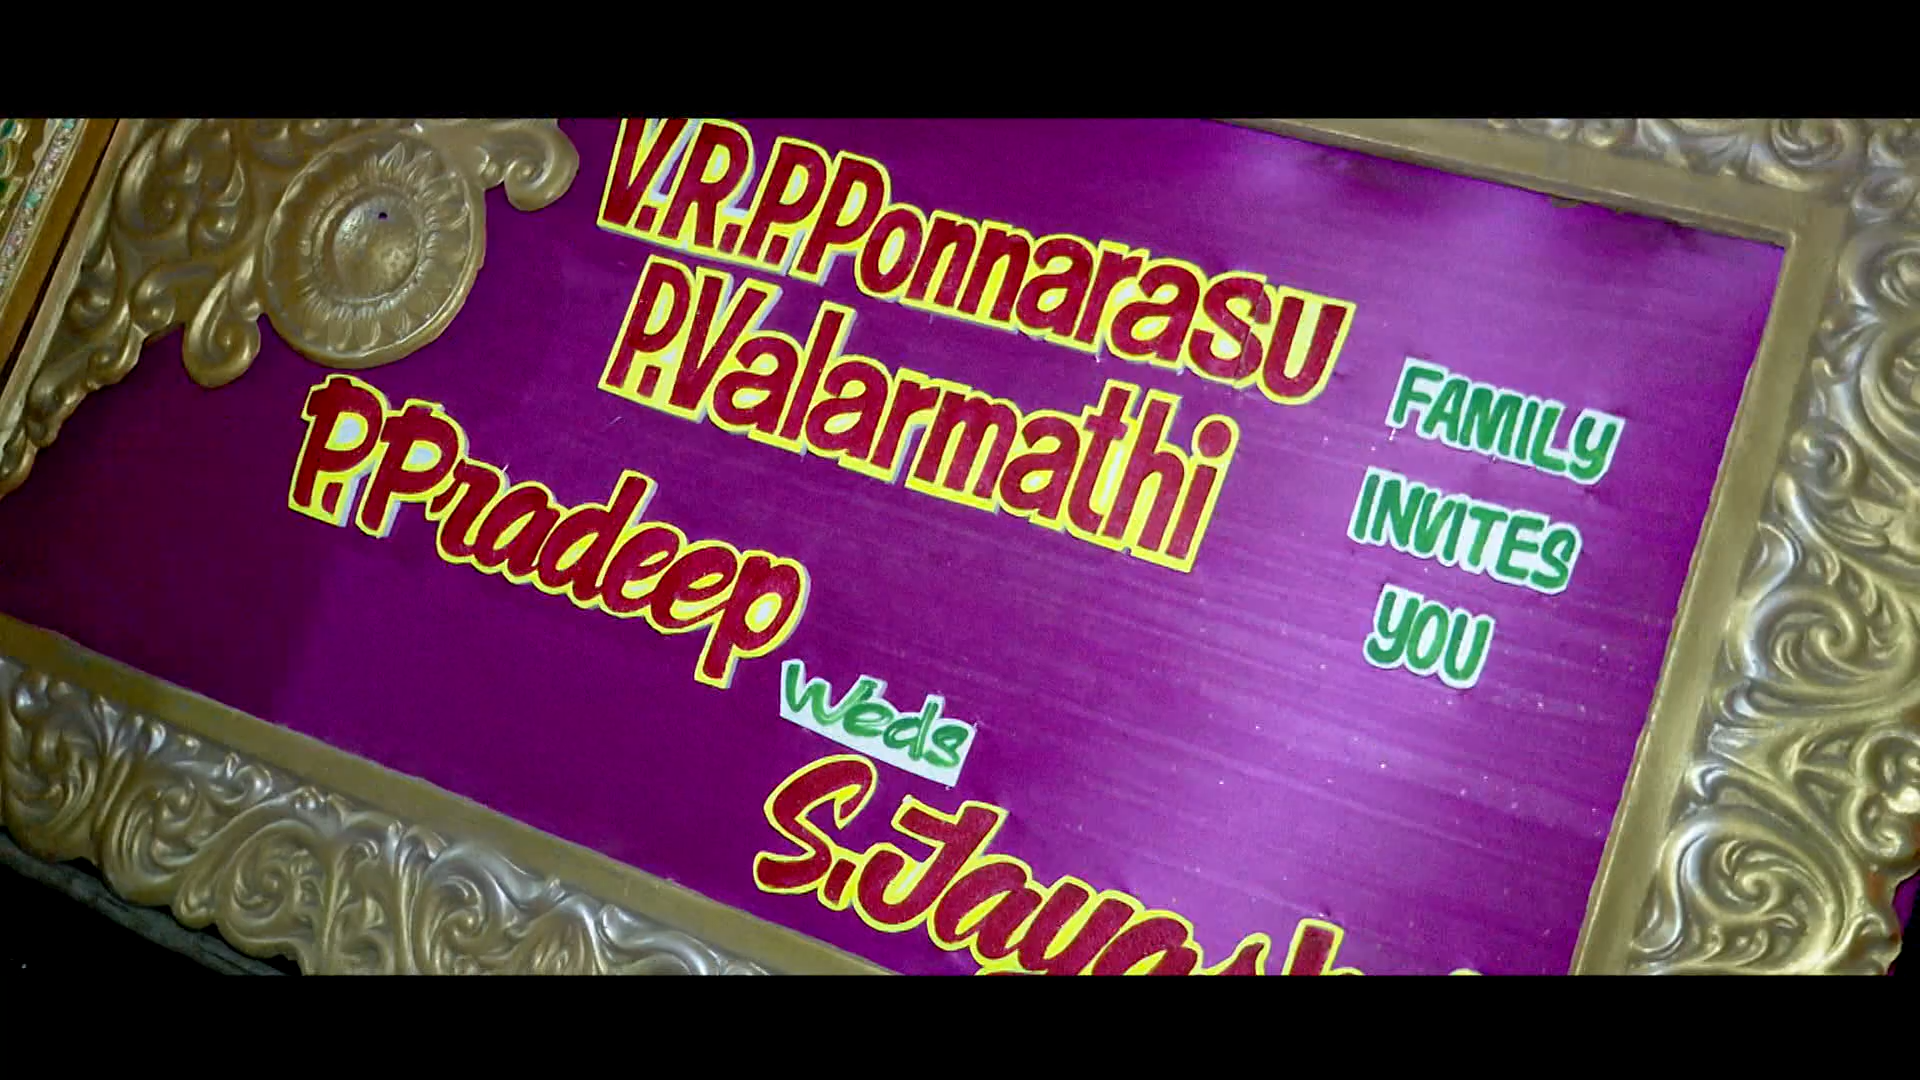 V.R.P.Ponnarasu
P.Valarmathi
FAMILY
INVITES
YOU
P.Pradeep
Weds